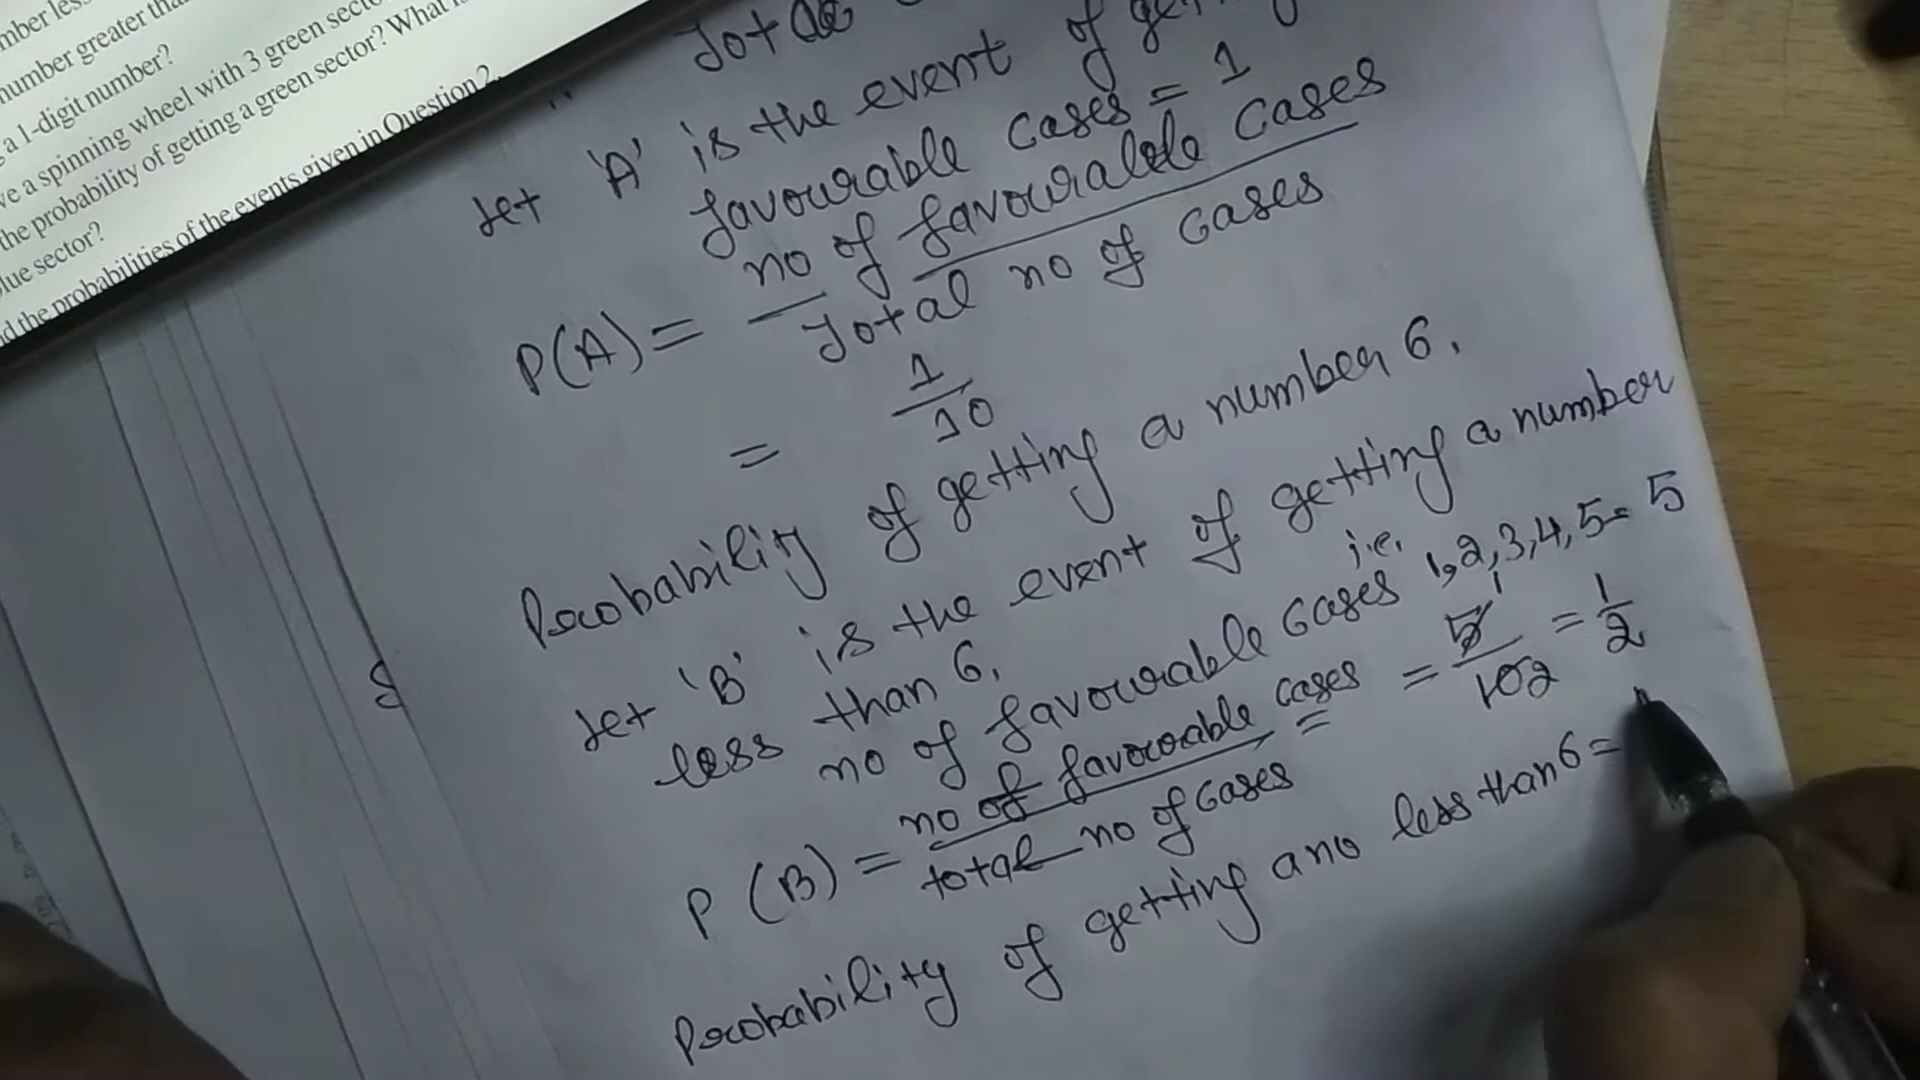 number greater tha
a 1-digit number?
ve a spinning wheel with 3 green sect
the probability of getting a green sector? What i
lue sector?
d the probabilities of the events given in Question 2.
Total
Let 'A' is the event of
favourable cases = 1
P(A) = no of favourable cases / Total no of cases
= 1/10
Probability of getting a number 6.
Let 'B' is the event of getting a number
less than 6.
no of favourable cases i.e. 1,2,3,4,5 = 5
P (B) = no of favourable cases / total no of cases = = 5/10 = 1/2
Probability of getting a no less than 6 =